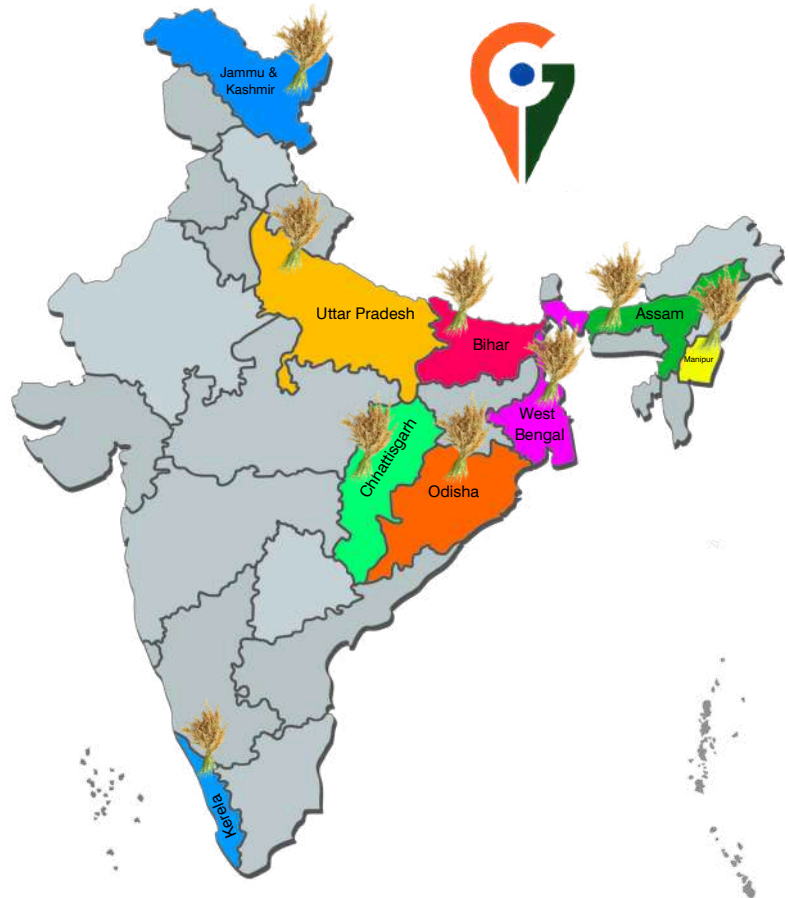 Jammu &
Kashmir
Uttar Pradesh
Bihar
Assam
Manipur
West
Bengal
Chhattisgarh
Odisha
Kerela